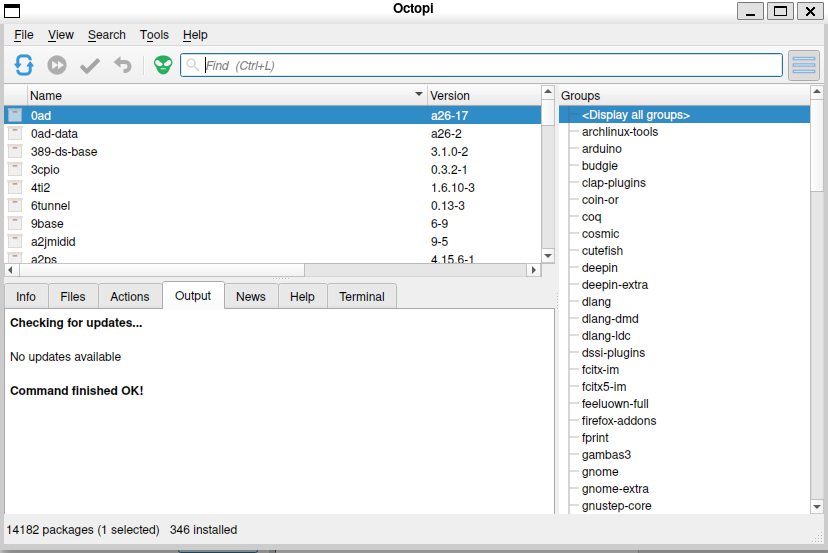 Octopi
File View Search Tools Help
Find (Ctrl+L)
Name Version
0ad a26-17
0ad-data a26-2
389-ds-base 3.1.0-2
3cpio 0.3.2-1
4ti2 1.6.10-3
6tunnel 0.13-3
9base 6-9
a2jmidid 9-5
a2ps 4.15.6-1
Groups
<Display all groups>
archlinux-tools
arduino
budgie
clap-plugins
coin-or
coq
cosmic
cutefish
deepin
deepin-extra
dlang
dlang-dmd
dlang-ldc
dssi-plugins
fcitx-im
fcitx5-im
feeluown-full
firefox-addons
fprint
gambas3
gnome
gnome-extra
gnustep-core
Info Files Actions Output News Help Terminal
Checking for updates...
No updates available
Command finished OK!
14182 packages (1 selected) 346 installed